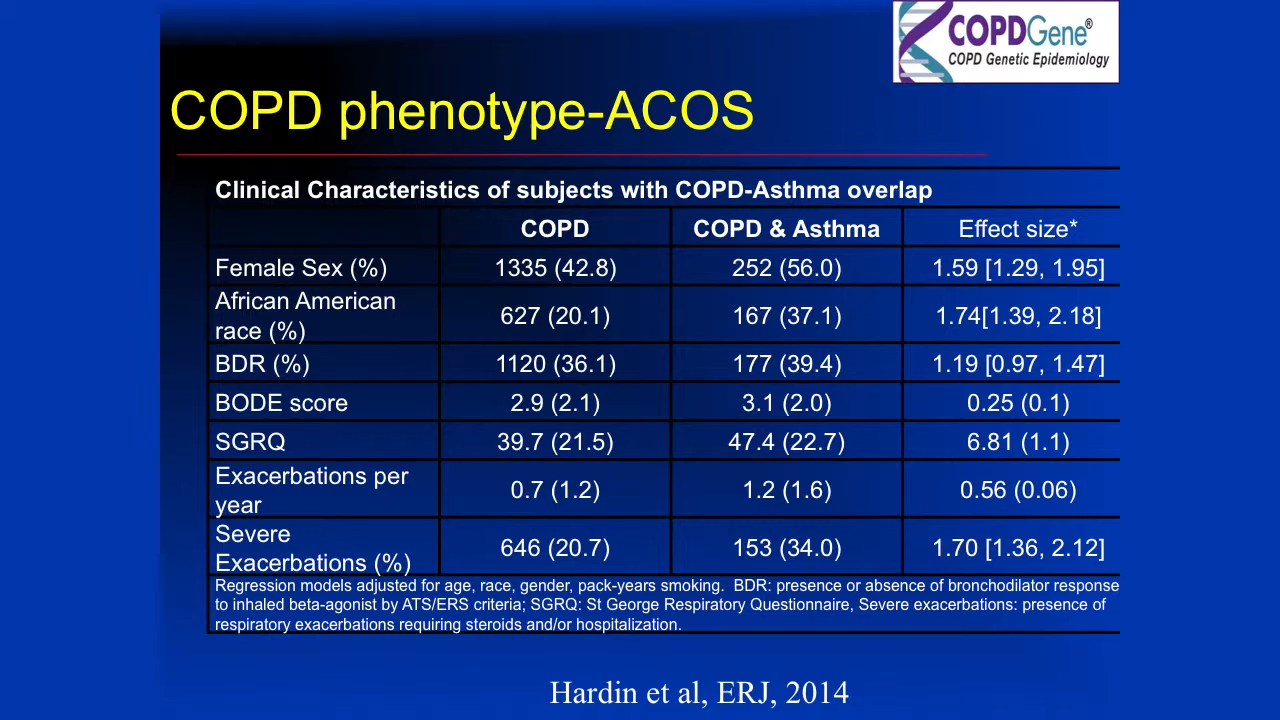 COPDGene®
COPD Genetic Epidemiology
COPD phenotype-ACOS
Clinical Characteristics of subjects with COPD-Asthma overlap
COPD COPD & Asthma Effect size*
Female Sex (%) 1335 (42.8) 252 (56.0) 1.59 [1.29, 1.95]
African American
race (%) 627 (20.1) 167 (37.1) 1.74[1.39, 2.18]
BDR (%) 1120 (36.1) 177 (39.4) 1.19 [0.97, 1.47]
BODE score 2.9 (2.1) 3.1 (2.0) 0.25 (0.1)
SGRQ 39.7 (21.5) 47.4 (22.7) 6.81 (1.1)
Exacerbations per
year 0.7 (1.2) 1.2 (1.6) 0.56 (0.06)
Severe
Exacerbations (%) 646 (20.7) 153 (34.0) 1.70 [1.36, 2.12]
Regression models adjusted for age, race, gender, pack-years smoking. BDR: presence or absence of bronchodilator response
to inhaled beta-agonist by ATS/ERS criteria; SGRQ: St George Respiratory Questionnaire, Severe exacerbations: presence of
respiratory exacerbations requiring steroids and/or hospitalization.
Hardin et al, ERJ, 2014